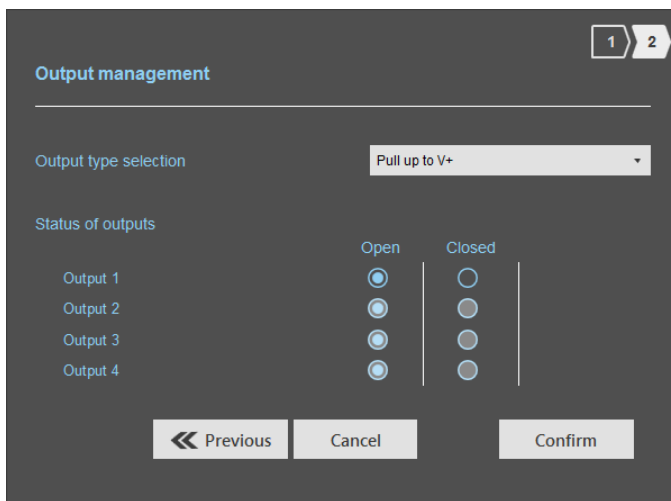 1 2
Output management
Output type selection Pull up to V+
Status of outputs
Open Closed
Output 1
Output 2
Output 3
Output 4
Previous Cancel Confirm